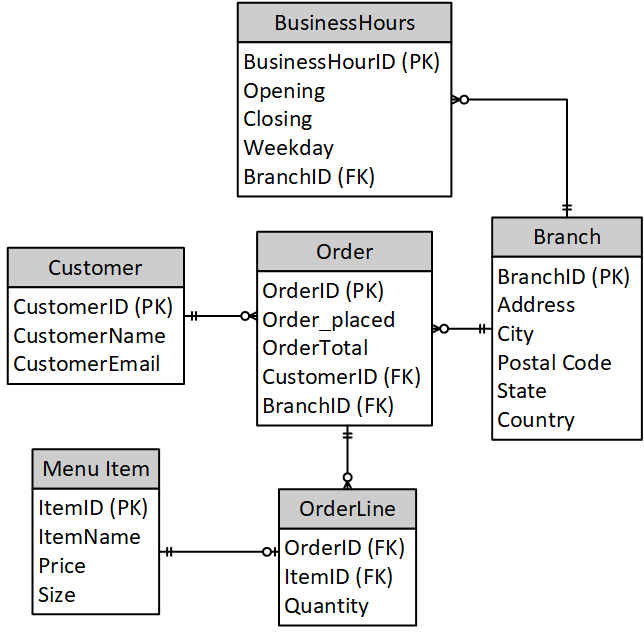 BusinessHours
BusinessHourID (PK)
Opening
Closing
Weekday
BranchID (FK)
Branch
BranchID (PK)
Address
City
Postal Code
State
Country
Order
OrderID (PK)
Order_placed
OrderTotal
CustomerID (FK)
BranchID (FK)
Customer
CustomerID (PK)
CustomerName
CustomerEmail
Menu Item
ItemID (PK)
ItemName
Price
Size
OrderLine
OrderID (FK)
ItemID (FK)
Quantity